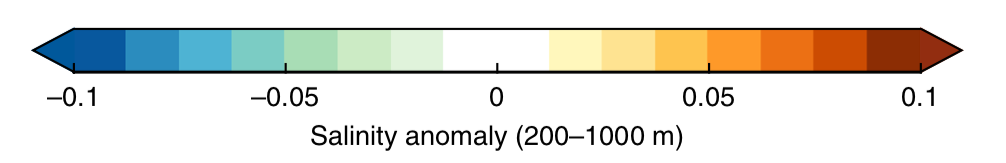 –0.1 –0.05 0 0.05 0.1
Salinity anomaly (200–1000 m)